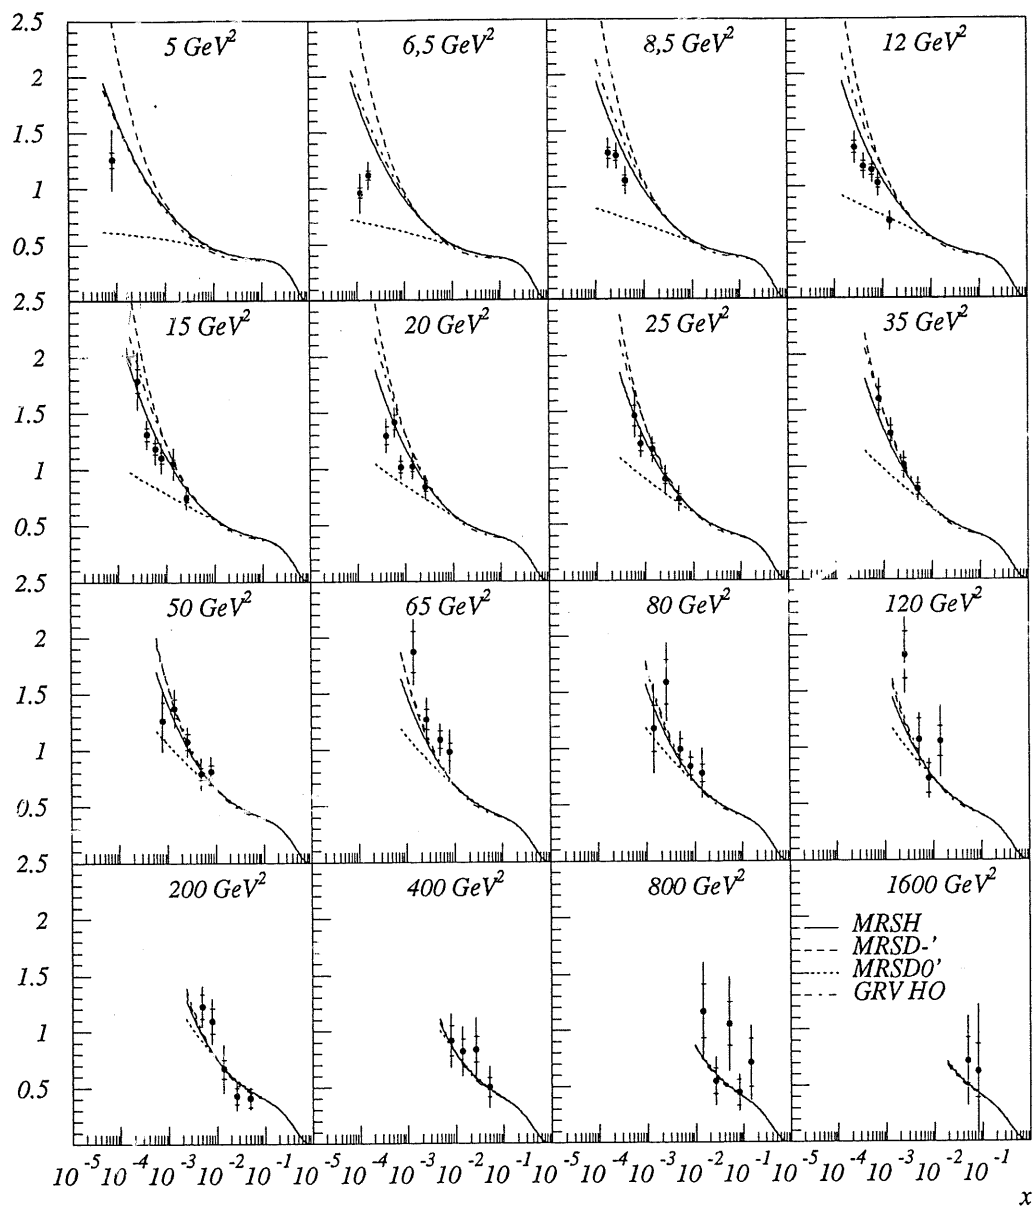 2.5
5 GeV²
6,5 GeV²
8,5 GeV²
12 GeV²
2
1.5
1
0.5
2.5
15 GeV²
20 GeV²
25 GeV²
35 GeV²
2
1.5
1
0.5
2.5
50 GeV²
65 GeV²
80 GeV²
120 GeV²
2
1.5
1
0.5
2.5
200 GeV²
400 GeV²
800 GeV²
1600 GeV²
2
MRSH
MRSD-'
MRSD0'
GRV HO
1.5
1
0.5
10⁻⁵ 10⁻⁴ 10⁻³ 10⁻² 10⁻¹ 10⁻⁵ 10⁻⁴ 10⁻³ 10⁻² 10⁻¹ 10⁻⁵ 10⁻⁴ 10⁻³ 10⁻² 10⁻¹ 10⁻⁵ 10⁻⁴ 10⁻³ 10⁻² 10⁻¹
x